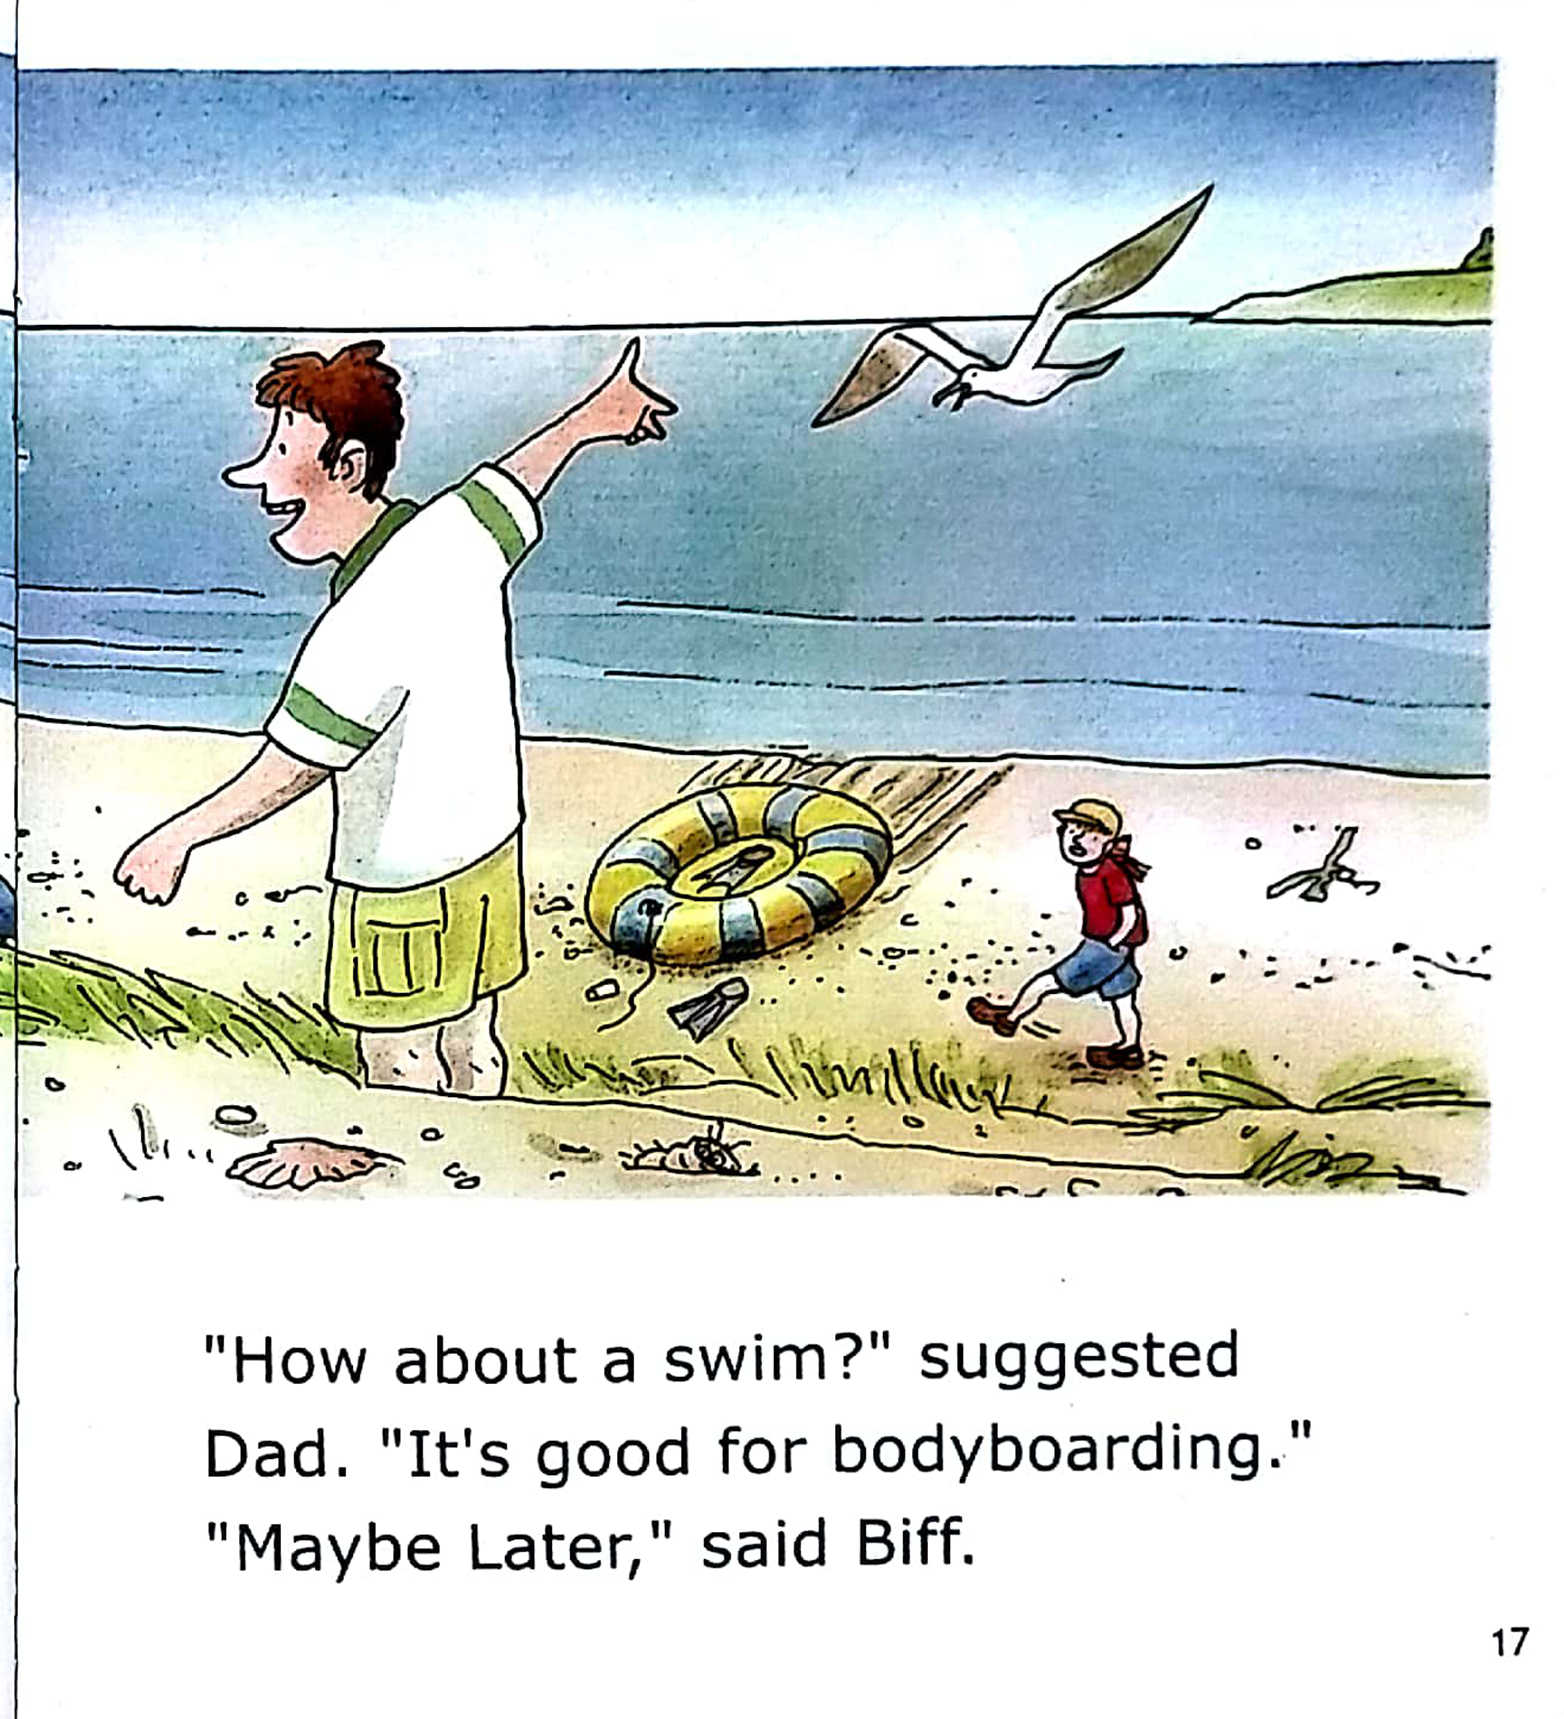 "How about a swim?" suggested
Dad. "It's good for bodyboarding."
"Maybe Later," said Biff.
17